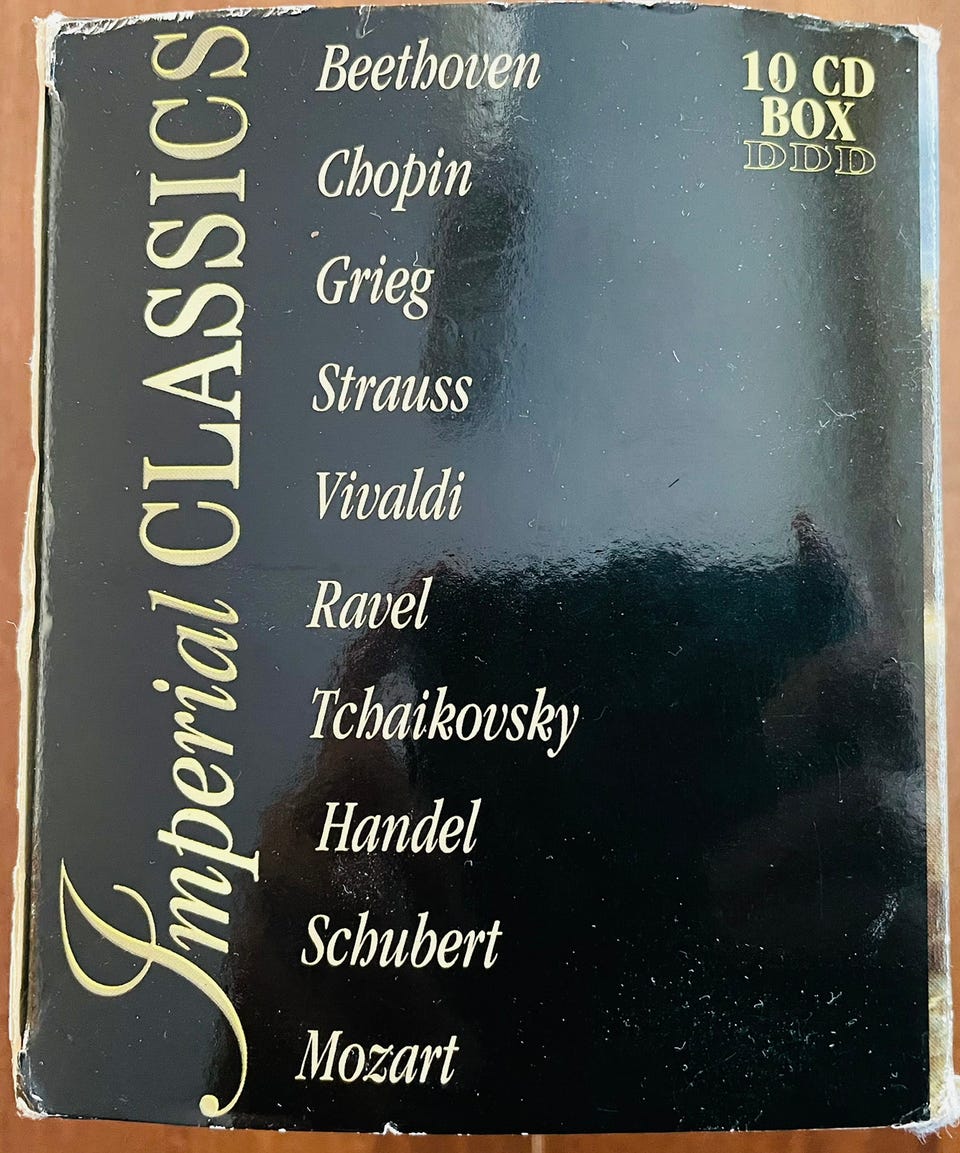 Imperial CLASSICS
Beethoven
Chopin
Grieg
Strauss
Vivaldi
Ravel
Tchaikovsky
Handel
Schubert
Mozart
10 CD
BOX
DDD